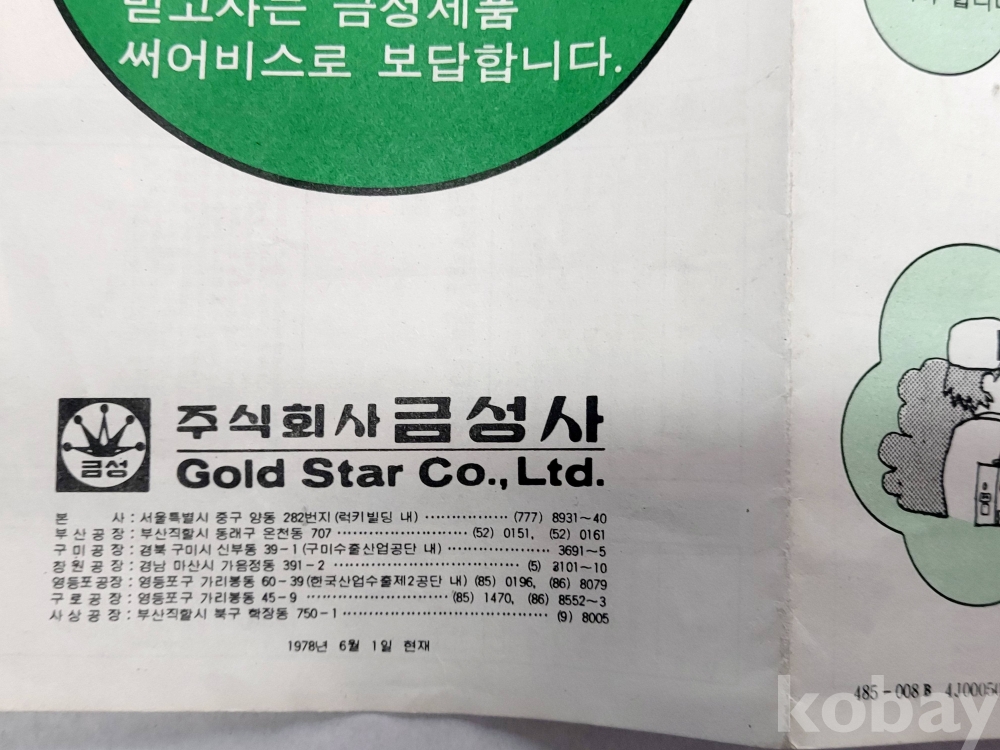 믿고사는 금성제품
써어비스로 보답합니다.
금성
주식회사 금성사
Gold Star Co., Ltd.
본 사 : 서울특별시 중구 양동 282번지 (럭키빌딩 내) ················ (777) 8931~40
부산공장 : 부산직할시 동래구 온천동 707 ························ (52) 0151, (52) 0161
구미공장 : 경북 구미시 신부동 39-1 (구미수출산업공단 내) ··················· 3691~5
창원공장 : 경남 마산시 가음정동 391-2 ···································· (5) 3101~10
영등포공장 : 영등포구 가리봉동 60-39 (한국산업수출제2공단 내) (85) 0196, (86) 8079
구로공장 : 영등포구 가리봉동 45-9 ···························· (85) 1470, (86) 8552~3
사상공장 : 부산직할시 북구 학장동 750-1 ······································ (9) 8005
1978년 6월 1일 현재
485-008 B 4J0005
kobay